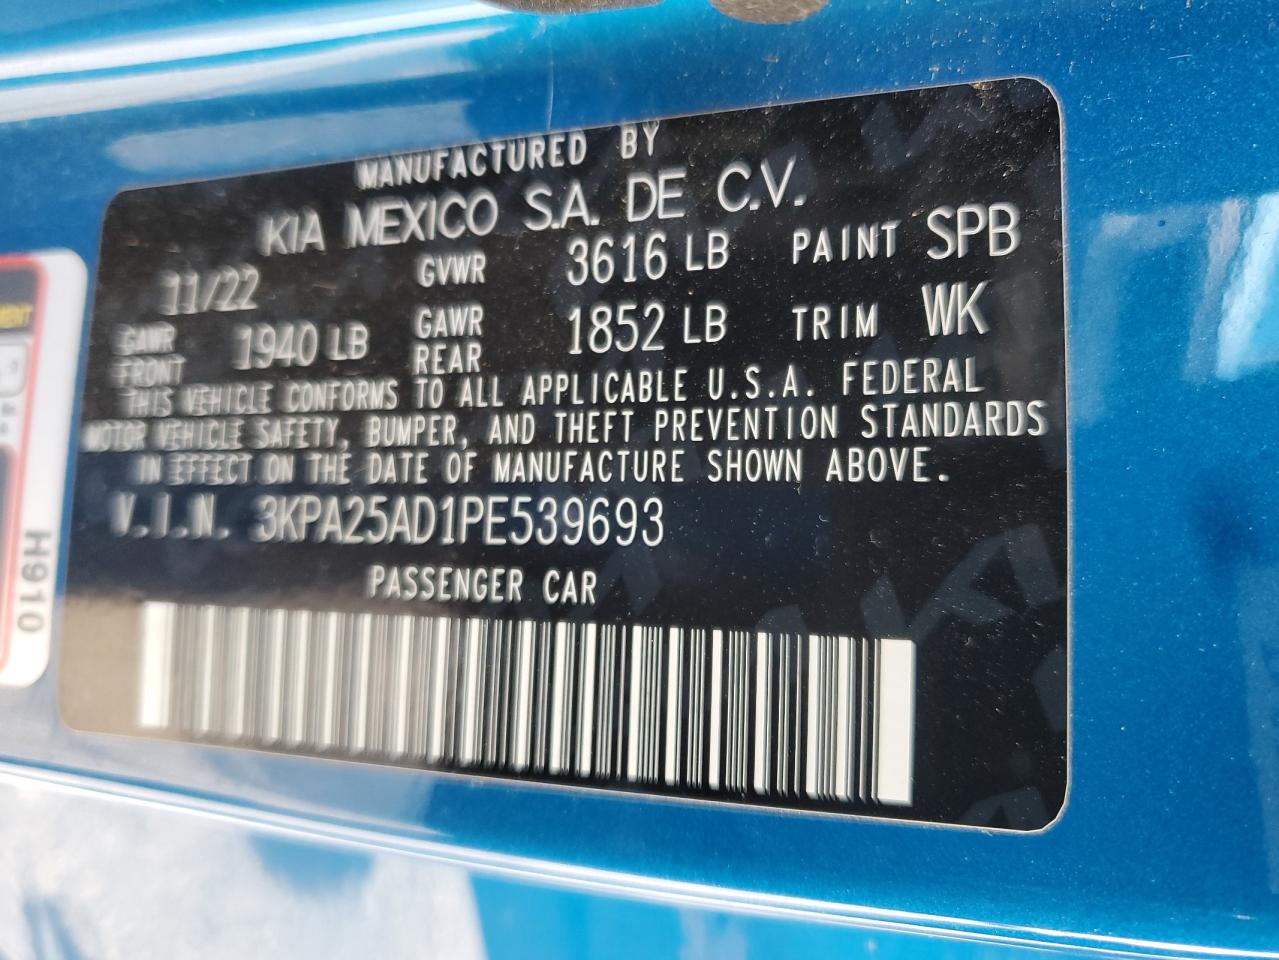 MANUFACTURED BY
KIA MEXICO S.A. DE C.V.
11/22 GVWR 3616 LB PAINT SPB
GAWR FRONT 1940 LB GAWR REAR 1852 LB TRIM WK
THIS VEHICLE CONFORMS TO ALL APPLICABLE U.S.A. FEDERAL
MOTOR VEHICLE SAFETY, BUMPER, AND THEFT PREVENTION STANDARDS
IN EFFECT ON THE DATE OF MANUFACTURE SHOWN ABOVE.
V.I.N. 3KPA25AD1PE539693
PASSENGER CAR
H910